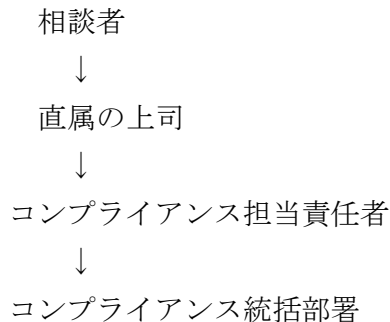 相談者
↓
直属の上司
↓
コンプライアンス担当責任者
↓
コンプライアンス統括部署